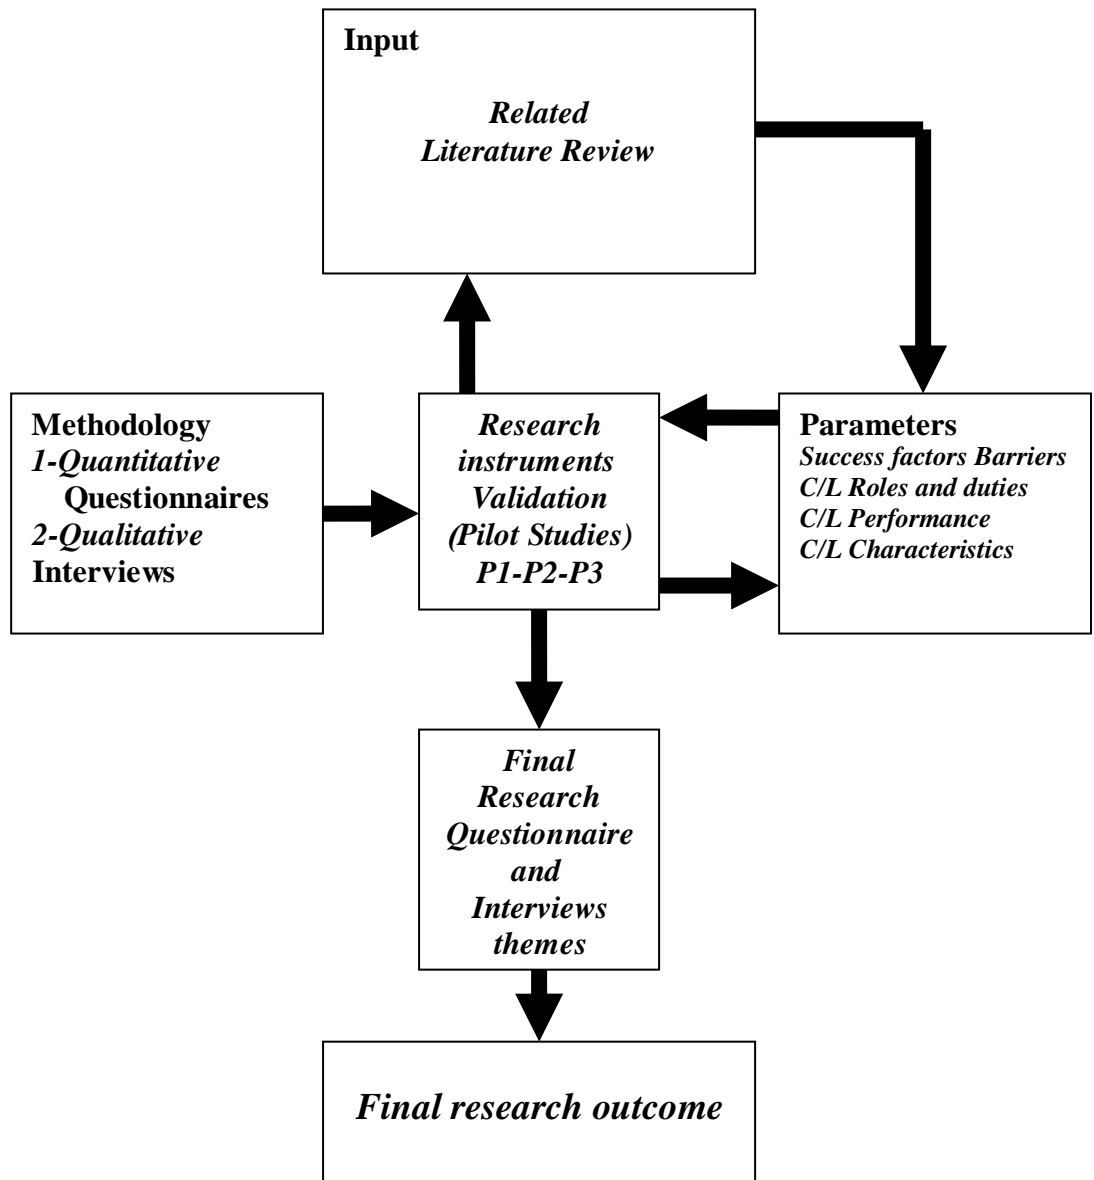 Input
Related
Literature Review
Methodology
1-Quantitative
Questionnaires
2-Qualitative
Interviews
Research
instruments
Validation
(Pilot Studies)
P1-P2-P3
Parameters
Success factors Barriers
C/L Roles and duties
C/L Performance
C/L Characteristics
Final
Research
Questionnaire
and
Interviews
themes
Final research outcome